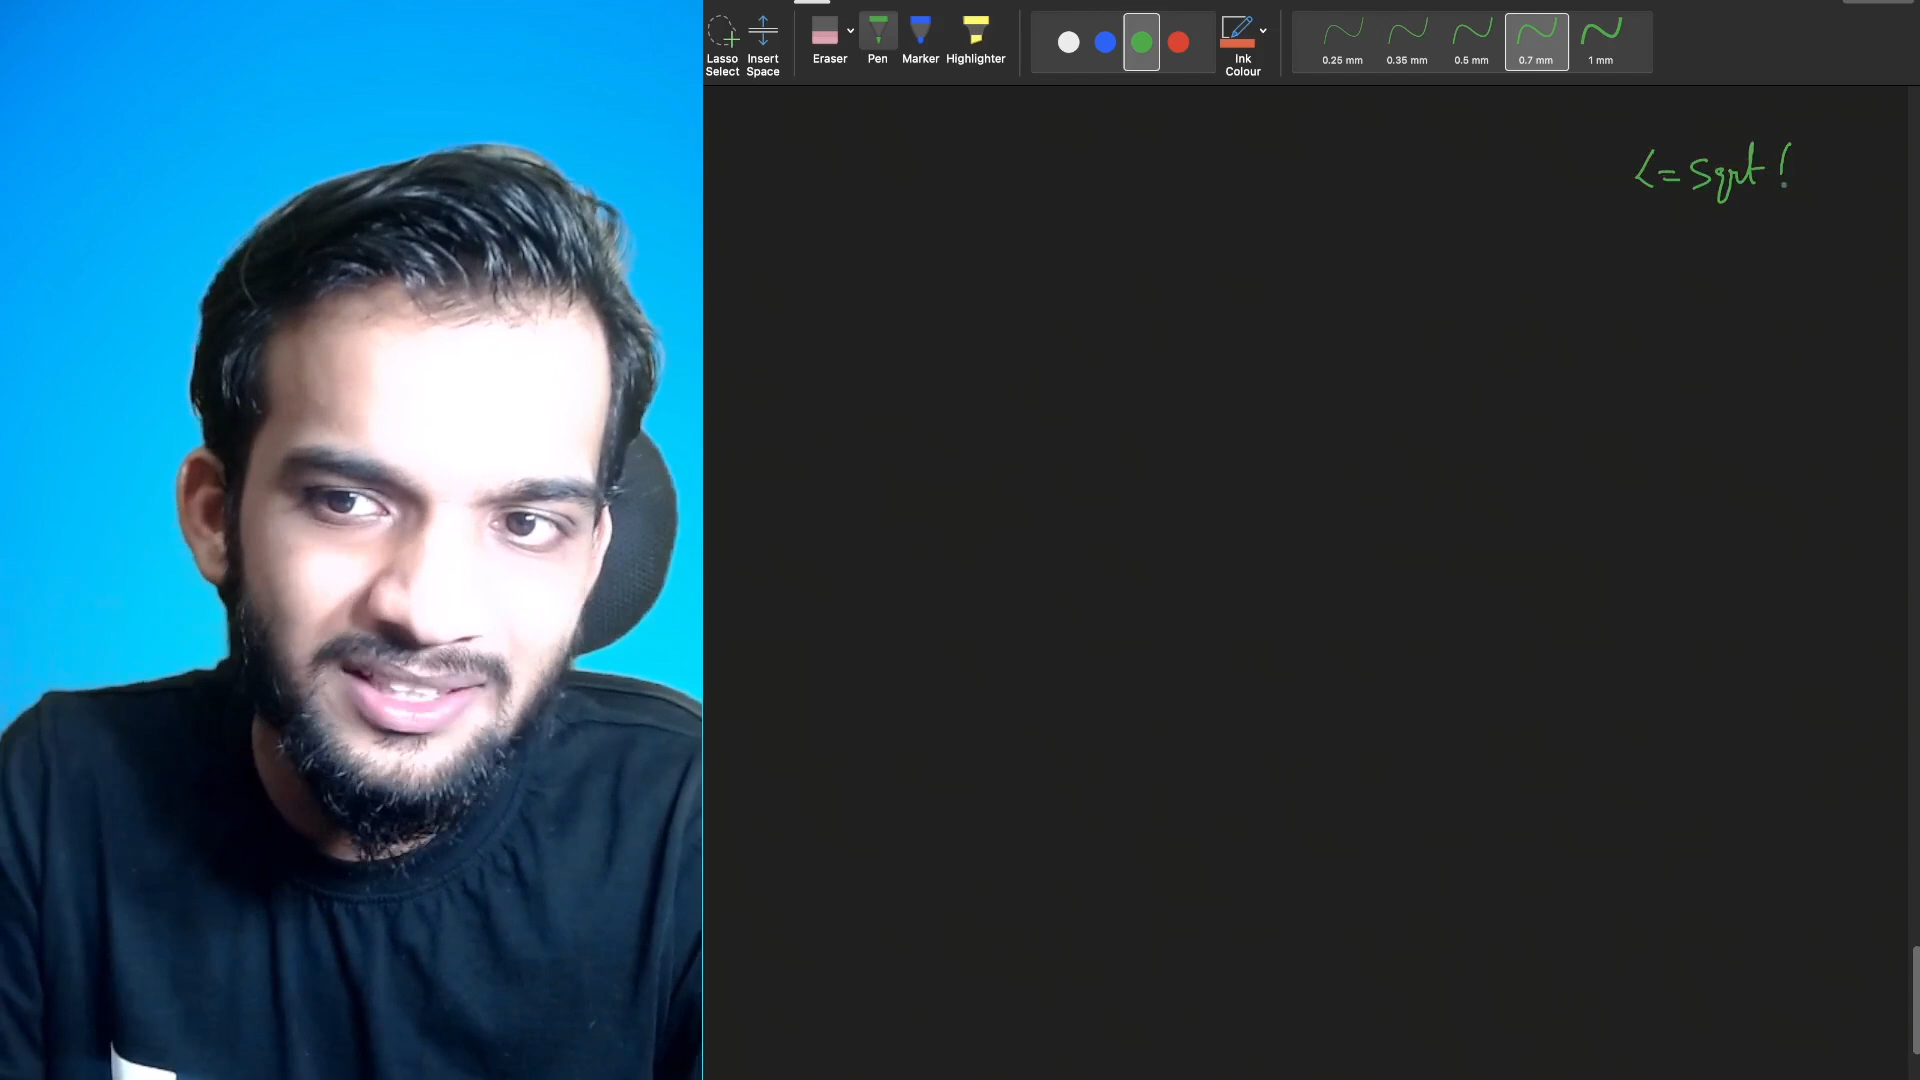 Lasso
Select
Insert
Space
Eraser
Pen
Marker
Highlighter
Ink
Colour
0.25 mm
0.35 mm
0.5 mm
0.7 mm
1 mm
<= Sqrt !